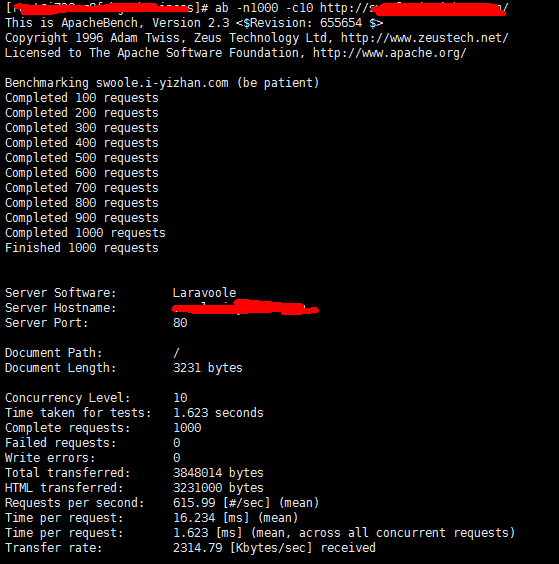 ]# ab -n1000 -c10 http://
This is ApacheBench, Version 2.3 <$Revision: 655654 $>
Copyright 1996 Adam Twiss, Zeus Technology Ltd, http://www.zeustech.net/
Licensed to The Apache Software Foundation, http://www.apache.org/
Benchmarking swoole.i-yizhan.com (be patient)
Completed 100 requests
Completed 200 requests
Completed 300 requests
Completed 400 requests
Completed 500 requests
Completed 600 requests
Completed 700 requests
Completed 800 requests
Completed 900 requests
Completed 1000 requests
Finished 1000 requests
Server Software: Laravoole
Server Hostname:
Server Port: 80
Document Path: /
Document Length: 3231 bytes
Concurrency Level: 10
Time taken for tests: 1.623 seconds
Complete requests: 1000
Failed requests: 0
Write errors: 0
Total transferred: 3848014 bytes
HTML transferred: 3231000 bytes
Requests per second: 615.99 [#/sec] (mean)
Time per request: 16.234 [ms] (mean)
Time per request: 1.623 [ms] (mean, across all concurrent requests)
Transfer rate: 2314.79 [Kbytes/sec] received